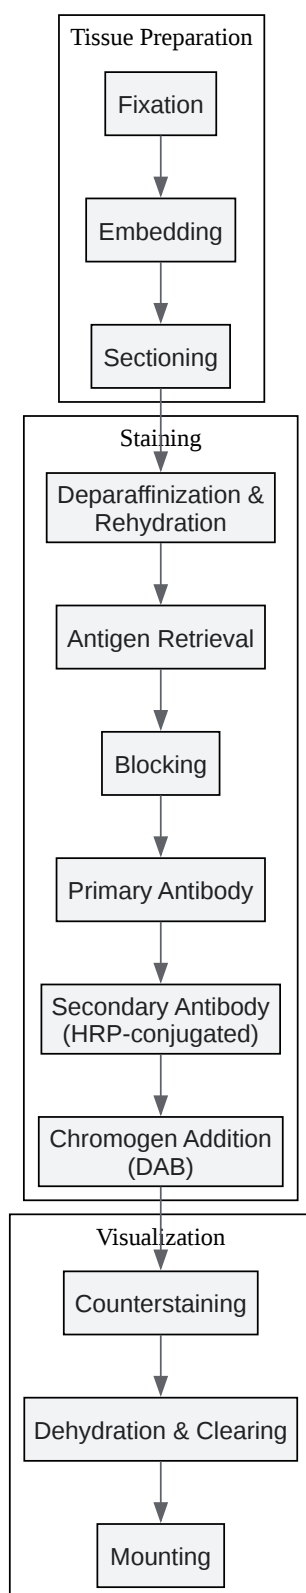 Tissue Preparation
Fixation
Embedding
Sectioning
Staining
Deparaffinization &
Rehydration
Antigen Retrieval
Blocking
Primary Antibody
Secondary Antibody
(HRP-conjugated)
Chromogen Addition
(DAB)
Visualization
Counterstaining
Dehydration & Clearing
Mounting